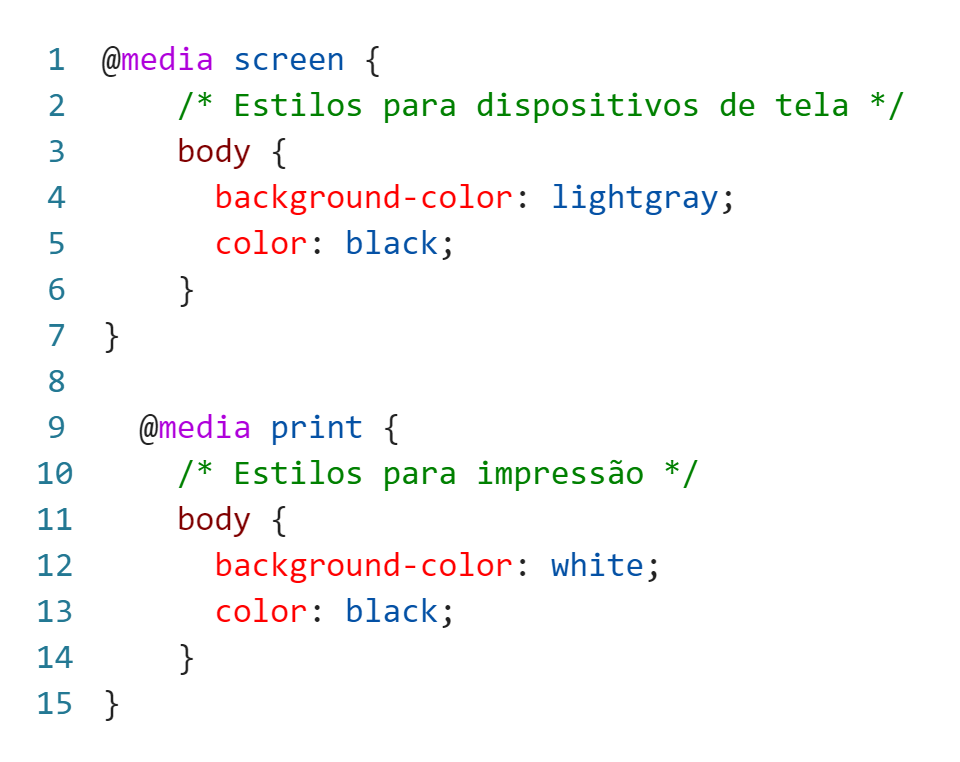 1 @media screen {
2     /* Estilos para dispositivos de tela */
3     body {
4       background-color: lightgray;
5       color: black;
6     }
7 }
8
9   @media print {
10     /* Estilos para impressão */
11     body {
12       background-color: white;
13       color: black;
14     }
15 }